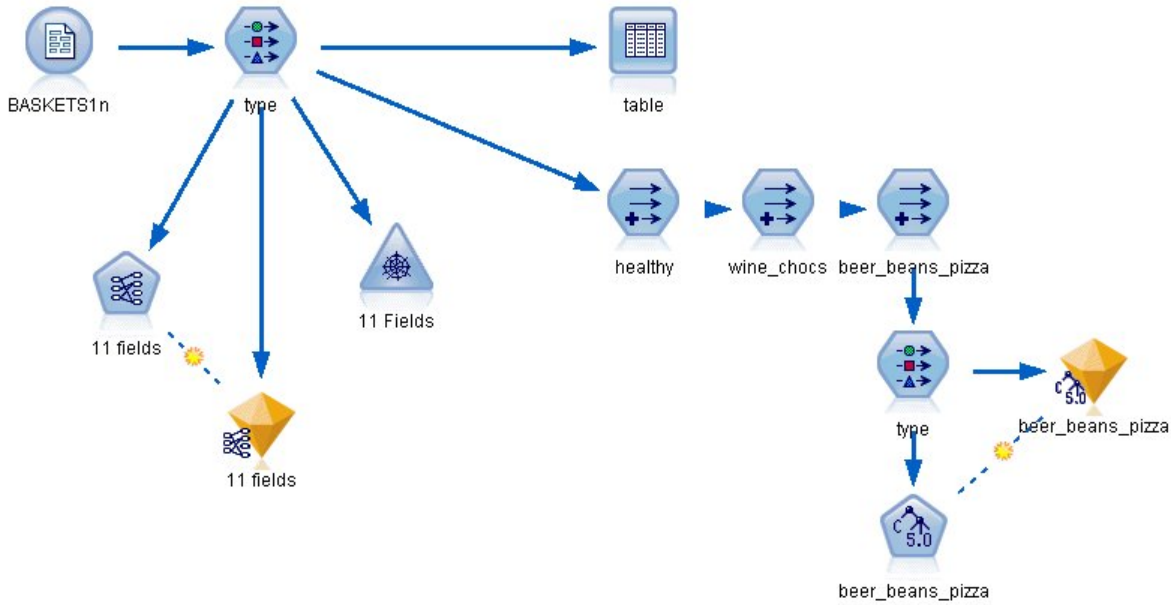 BASKETS1n
type
table
healthy
wine_chocs
beer_beans_pizza
11 fields
11 Fields
11 fields
type
C 5.0
beer_beans_pizza
C 5.0
beer_beans_pizza